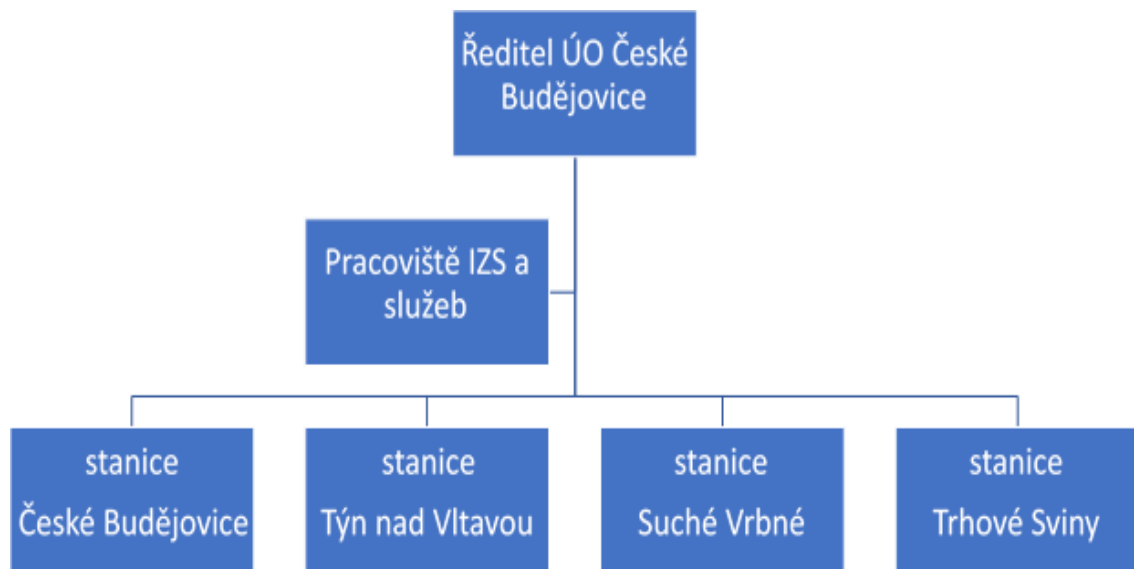 Ředitel ÚO České
Budějovice
Pracoviště IZS a
služeb
stanice
České Budějovice
stanice
Týn nad Vltavou
stanice
Suché Vrbné
stanice
Trhové Sviny